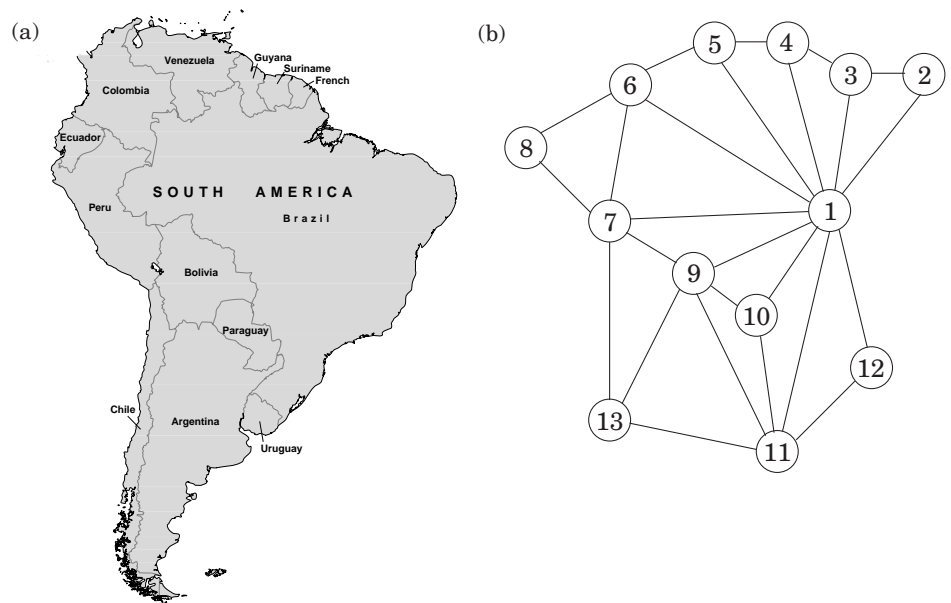 (a)
Venezuela
Guyana
Suriname
French
Colombia
Ecuador
SOUTH AMERICA
Peru
Brazil
Bolivia
Paraguay
Chile
Argentina
Uruguay
(b)
5
4
3
2
6
8
1
7
9
10
12
13
11